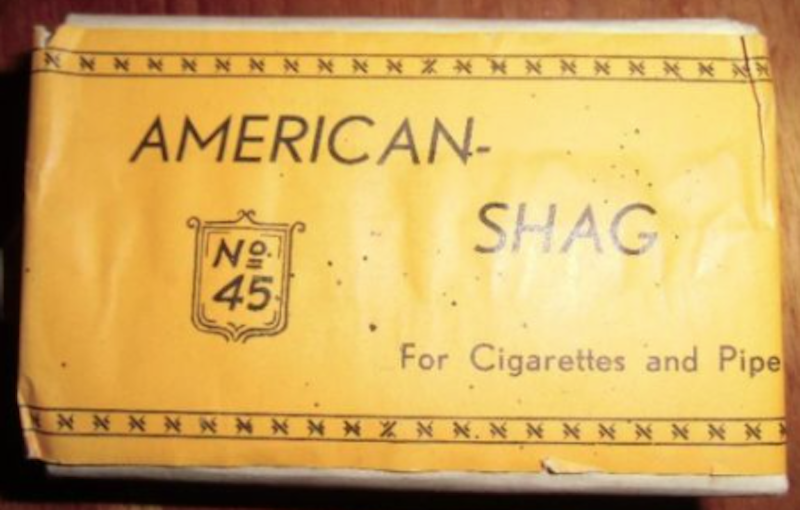 AMERICAN-
SHAG
No.
45
For Cigarettes and Pipe